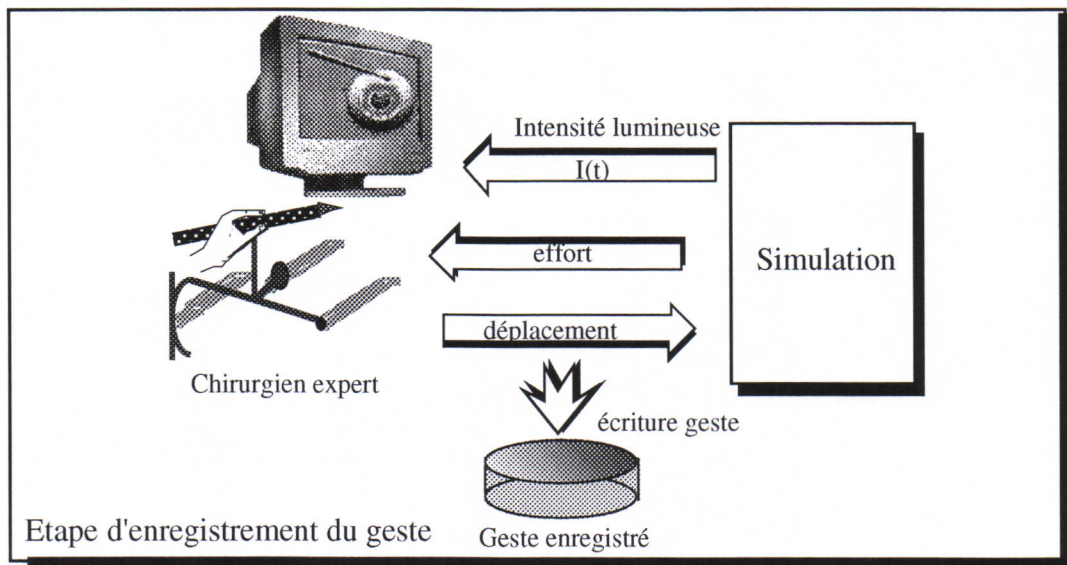 Intensité lumineuse
I(t)
effort
Simulation
déplacement
Chirurgien expert
écriture geste
Etape d'enregistrement du geste
Geste enregistré